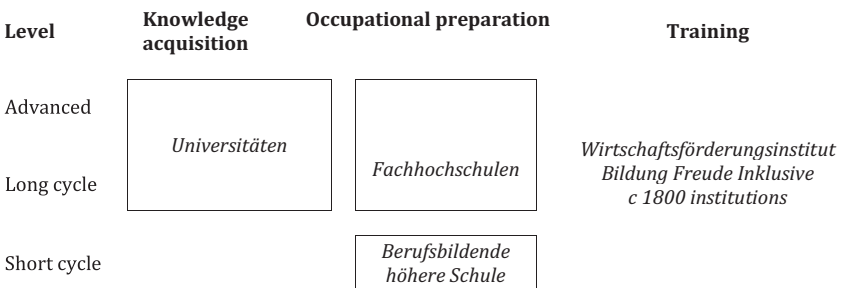 Level
Knowledge
acquisition
Occupational preparation
Training
Advanced
Universitäten
Long cycle
Fachhochschulen
Wirtschaftsförderungsinstitut
Bildung Freude Inklusive
c 1800 institutions
Short cycle
Berufsbildende
höhere Schule